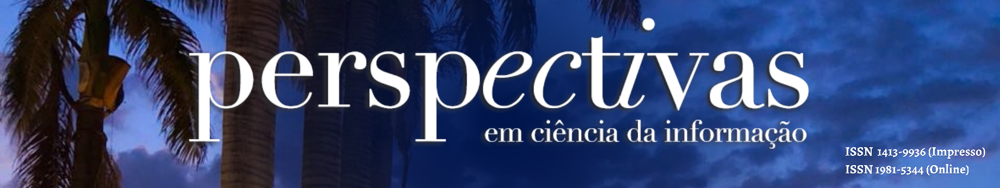 perspectivas
em ciência da informação
ISSN 1413-9936 (Impresso)
ISSN 1981-5344 (Online)